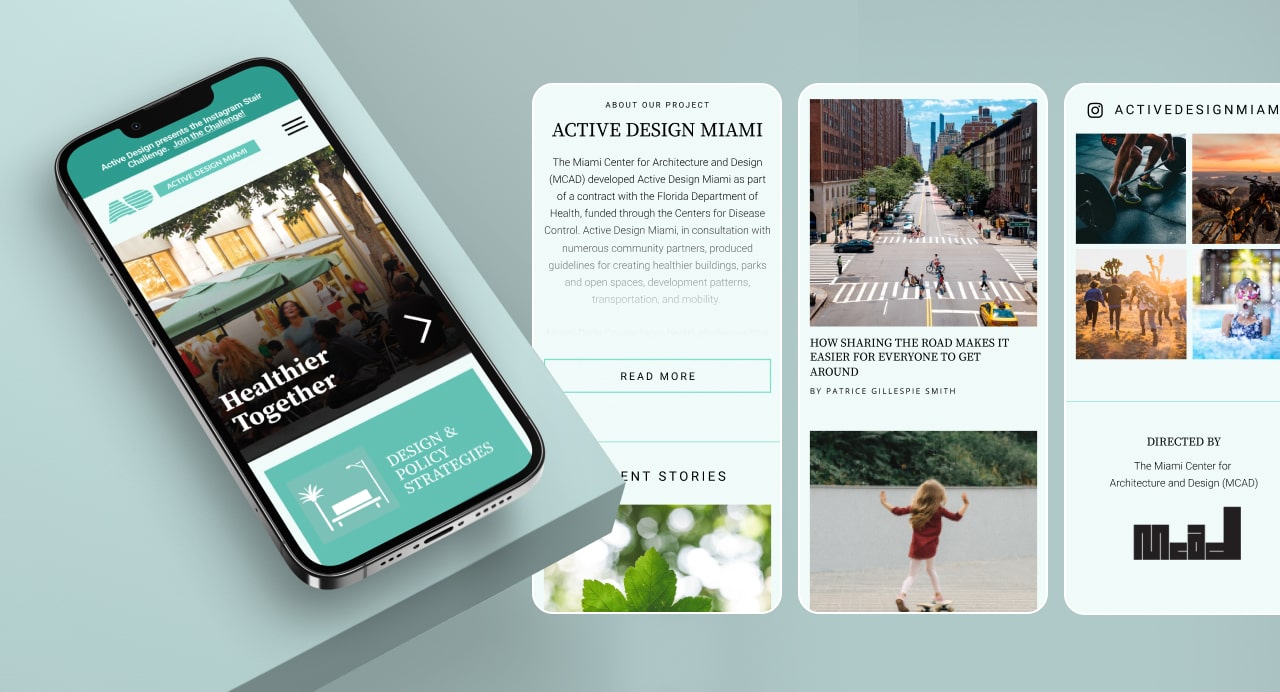 Active Design presents the Instagram Stair
Challenge. Join the Challenge!
ACTIVE DESIGN MIAMI
Healthier
Together
DESIGN &
POLICY
STRATEGIES
ABOUT OUR PROJECT
ACTIVE DESIGN MIAMI
The Miami Center for Architecture and Design
(MCAD) developed Active Design Miami as part
of a contract with the Florida Department of
Health, funded through the Centers for Disease
Control. Active Design Miami, in consultation with
numerous community partners, produced
guidelines for creating healthier buildings, parks
and open spaces, development patterns,
transportation, and mobility.
READ MORE
ENT STORIES
HOW SHARING THE ROAD MAKES IT
EASIER FOR EVERYONE TO GET
AROUND
BY PATRICE GILLESPIE SMITH
ACTIVEDESIGNMIAM
DIRECTED BY
The Miami Center for
Architecture and Design (MCAD)
mcad